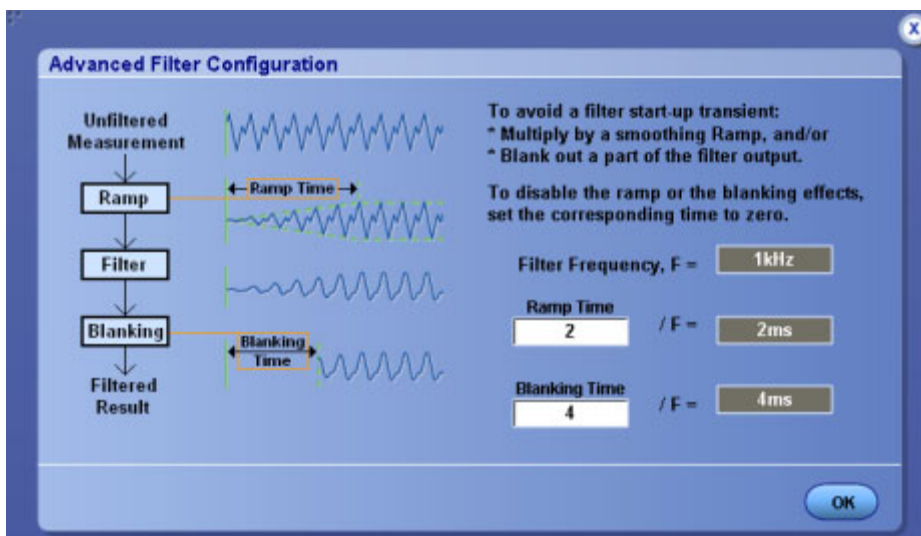 X
Advanced Filter Configuration
Unfiltered
Measurement
Ramp
Filter
Blanking
Filtered
Result
Ramp Time
Blanking
Time
To avoid a filter start-up transient:
* Multiply by a smoothing Ramp, and/or
* Blank out a part of the filter output.
To disable the ramp or the blanking effects,
set the corresponding time to zero.
Filter Frequency, F = 1kHz
Ramp Time
2 / F = 2ms
Blanking Time
4 / F = 4ms
OK